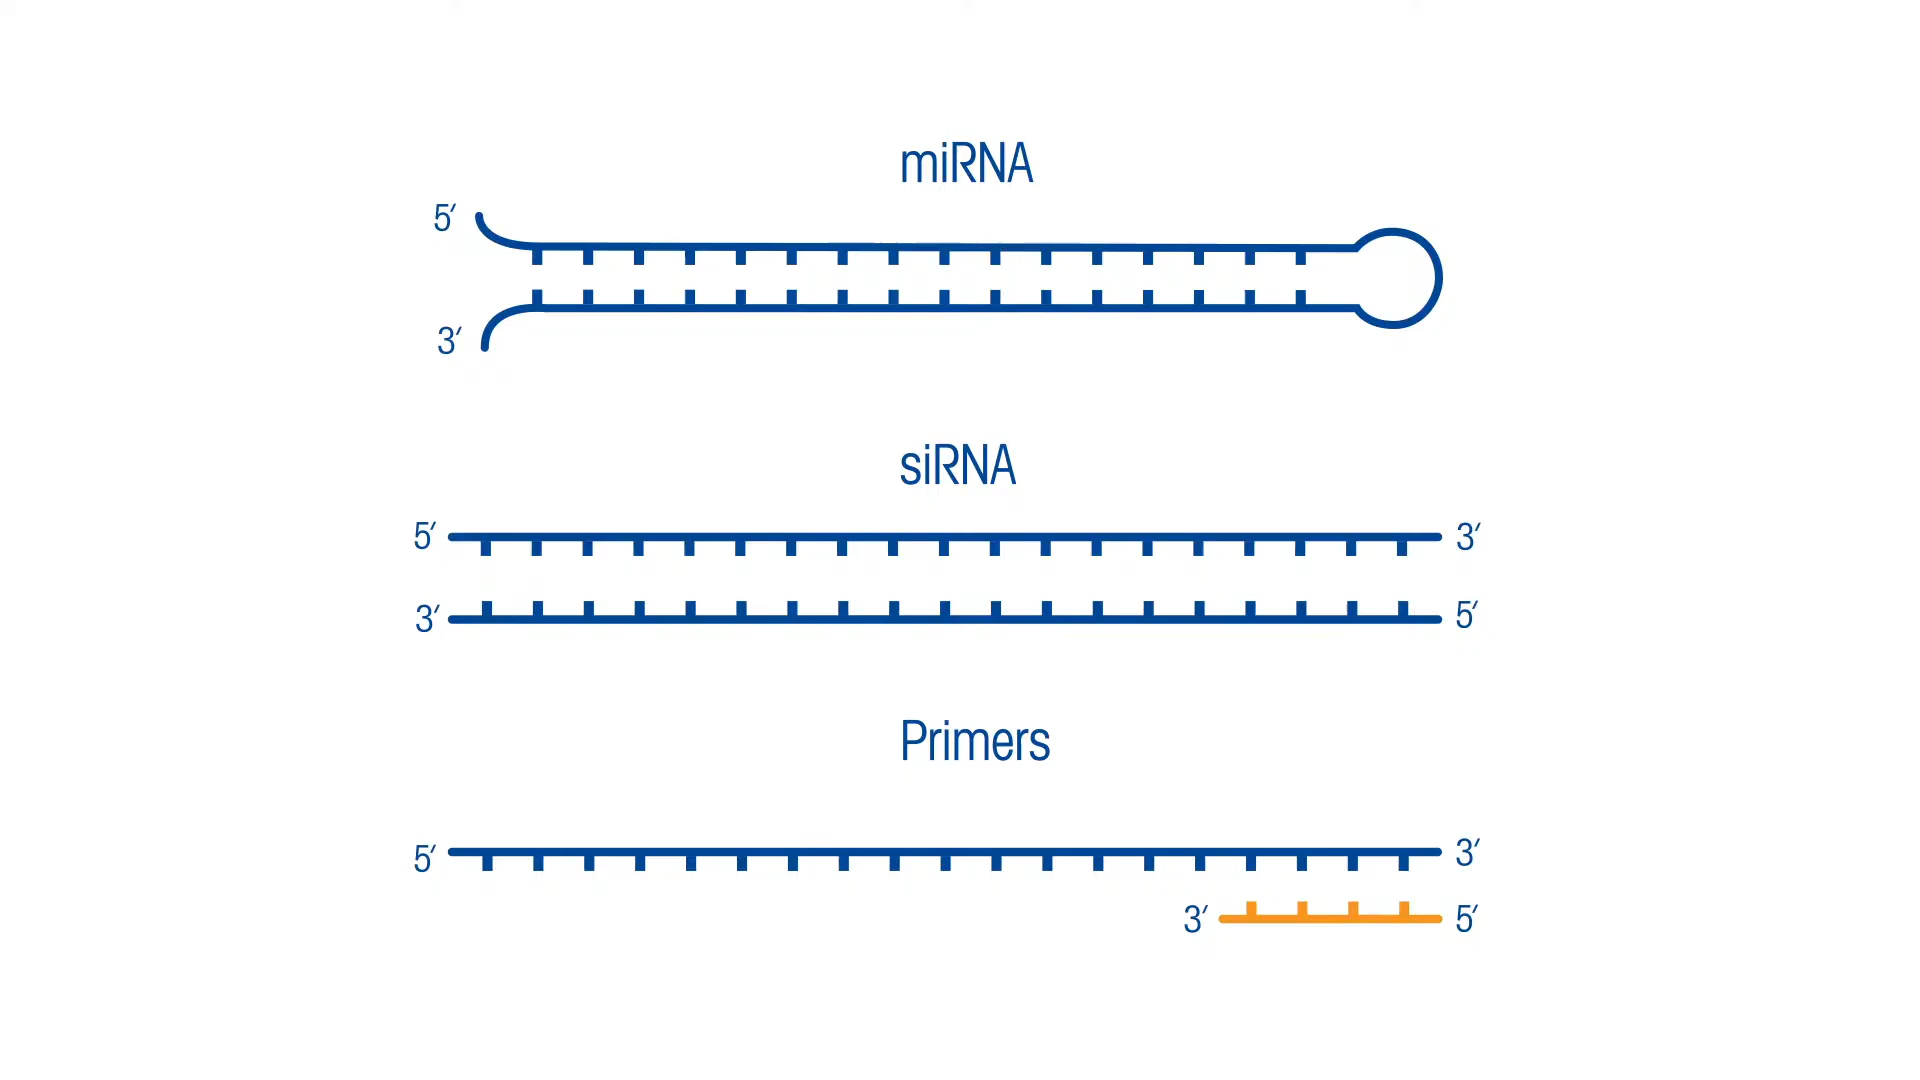 miRNA
5′
3′
siRNA
5′ 3′
3′ 5′
Primers
5′ 3′
3′ 5′